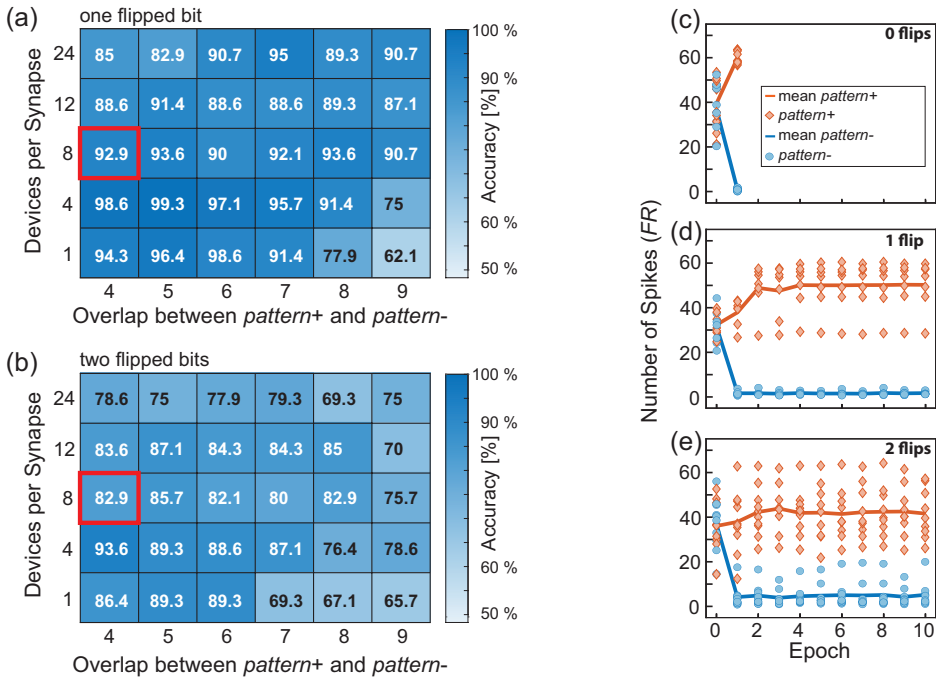 (a)
one flipped bit
Devices per Synapse
24 85 82.9 90.7 95 89.3 90.7
12 88.6 91.4 88.6 88.6 89.3 87.1
8 92.9 93.6 90 92.1 93.6 90.7
4 98.6 99.3 97.1 95.7 91.4 75
1 94.3 96.4 98.6 91.4 77.9 62.1
4 5 6 7 8 9
Overlap between pattern+ and pattern-
100 %
90 %
60 %
50 %
Accuracy [%]
(b)
two flipped bits
Devices per Synapse
24 78.6 75 77.9 79.3 69.3 75
12 83.6 87.1 84.3 84.3 85 70
8 82.9 85.7 82.1 80 82.9 75.7
4 93.6 89.3 88.6 87.1 76.4 78.6
1 86.4 89.3 89.3 69.3 67.1 65.7
4 5 6 7 8 9
Overlap between pattern+ and pattern-
100 %
90 %
60 %
50 %
Accuracy [%]
Number of Spikes (FR)
(c)
0 flips
60
40
20
0
mean pattern+
pattern+
mean pattern-
pattern-
(d)
1 flip
60
40
20
0
(e)
2 flips
60
40
20
0
0 2 4 6 8 10
Epoch